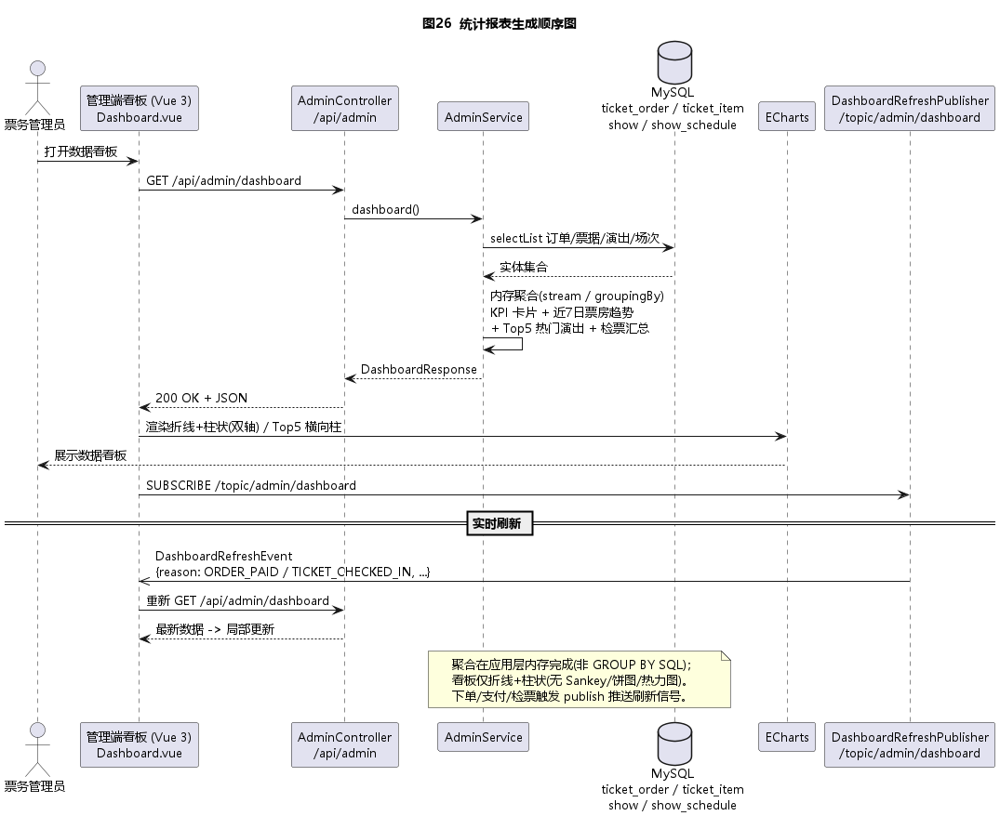 图26 统计报表生成顺序图
票务管理员
管理端看板 (Vue 3)
Dashboard.vue
AdminController
/api/admin
AdminService
MySQL
ticket_order / ticket_item
show / show_schedule
ECharts
DashboardRefreshPublisher
/topic/admin/dashboard
打开数据看板
GET /api/admin/dashboard
dashboard()
selectList 订单/票据/演出/场次
实体集合
内存聚合(stream / groupingBy)
KPI 卡片 + 近7日票房趋势
+ Top5 热门演出 + 检票汇总
DashboardResponse
200 OK + JSON
渲染折线+柱状(双轴) / Top5 横向柱
展示数据看板
SUBSCRIBE /topic/admin/dashboard
实时刷新
DashboardRefreshEvent
{reason: ORDER_PAID / TICKET_CHECKED_IN, ...}
重新 GET /api/admin/dashboard
最新数据 -> 局部更新
聚合在应用层内存完成(非 GROUP BY SQL);
看板仅折线+柱状(无 Sankey/饼图/热力图)。
下单/支付/检票触发 publish 推送刷新信号。
票务管理员
管理端看板 (Vue 3)
Dashboard.vue
AdminController
/api/admin
AdminService
MySQL
ticket_order / ticket_item
show / show_schedule
ECharts
DashboardRefreshPublisher
/topic/admin/dashboard